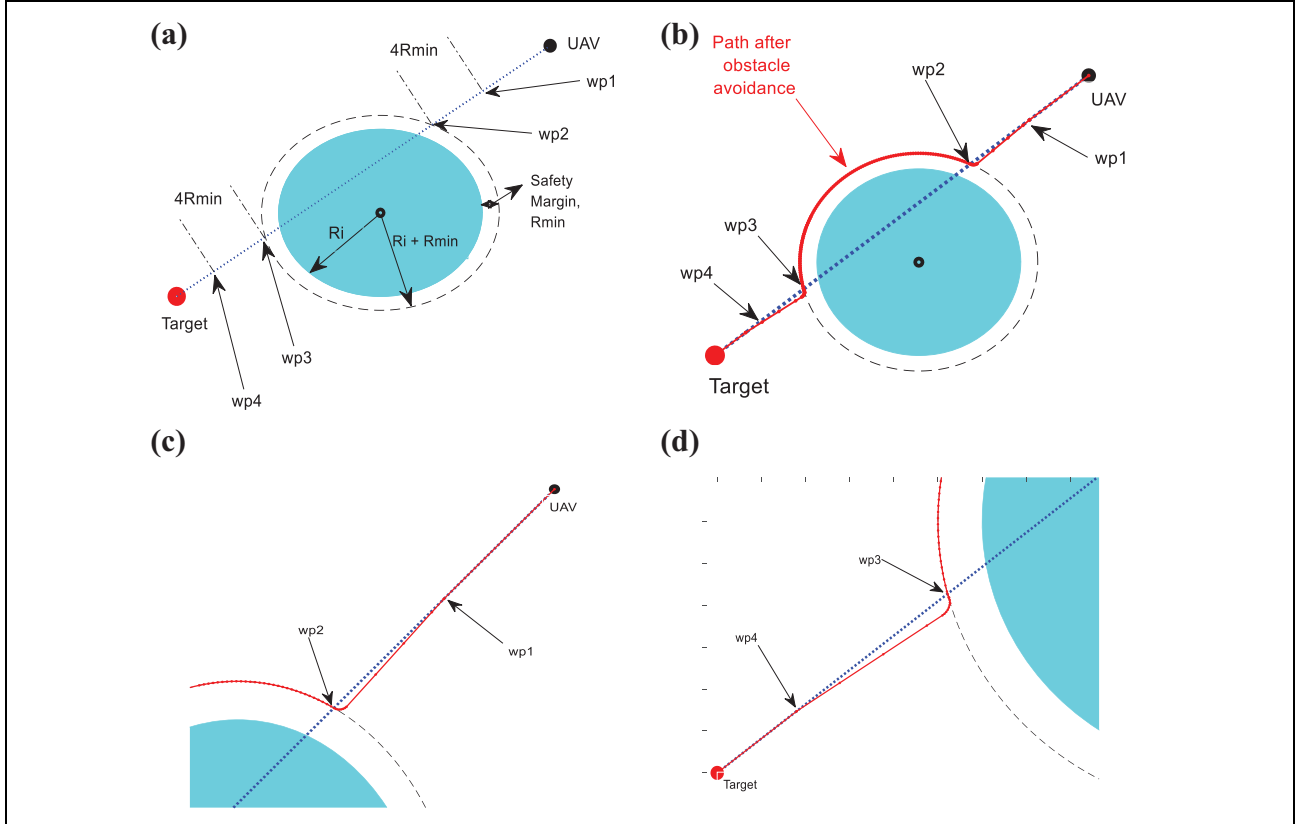 (a)
4Rmin
UAV
wp1
wp2
4Rmin
Safety
Margin,
Rmin
Ri
Ri + Rmin
Target
wp3
wp4
(b)
Path after
obstacle
avoidance
wp2
UAV
wp1
wp3
wp4
Target
(c)
UAV
wp2
wp1
(d)
wp3
wp4
Target